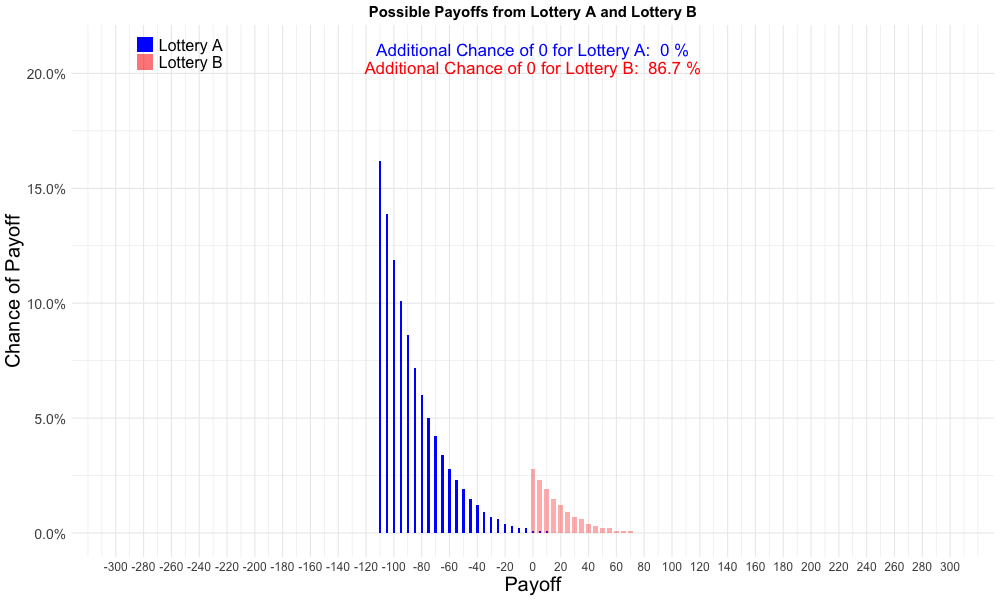 Possible Payoffs from Lottery A and Lottery B
Lottery A
Lottery B
Additional Chance of 0 for Lottery A:  0 %
Additional Chance of 0 for Lottery B:  86.7 %
20.0%
15.0%
10.0%
5.0%
0.0%
Chance of Payoff
-300 -280 -260 -240 -220 -200 -180 -160 -140 -120 -100 -80 -60 -40 -20 0 20 40 60 80 100 120 140 160 180 200 220 240 260 280 300
Payoff